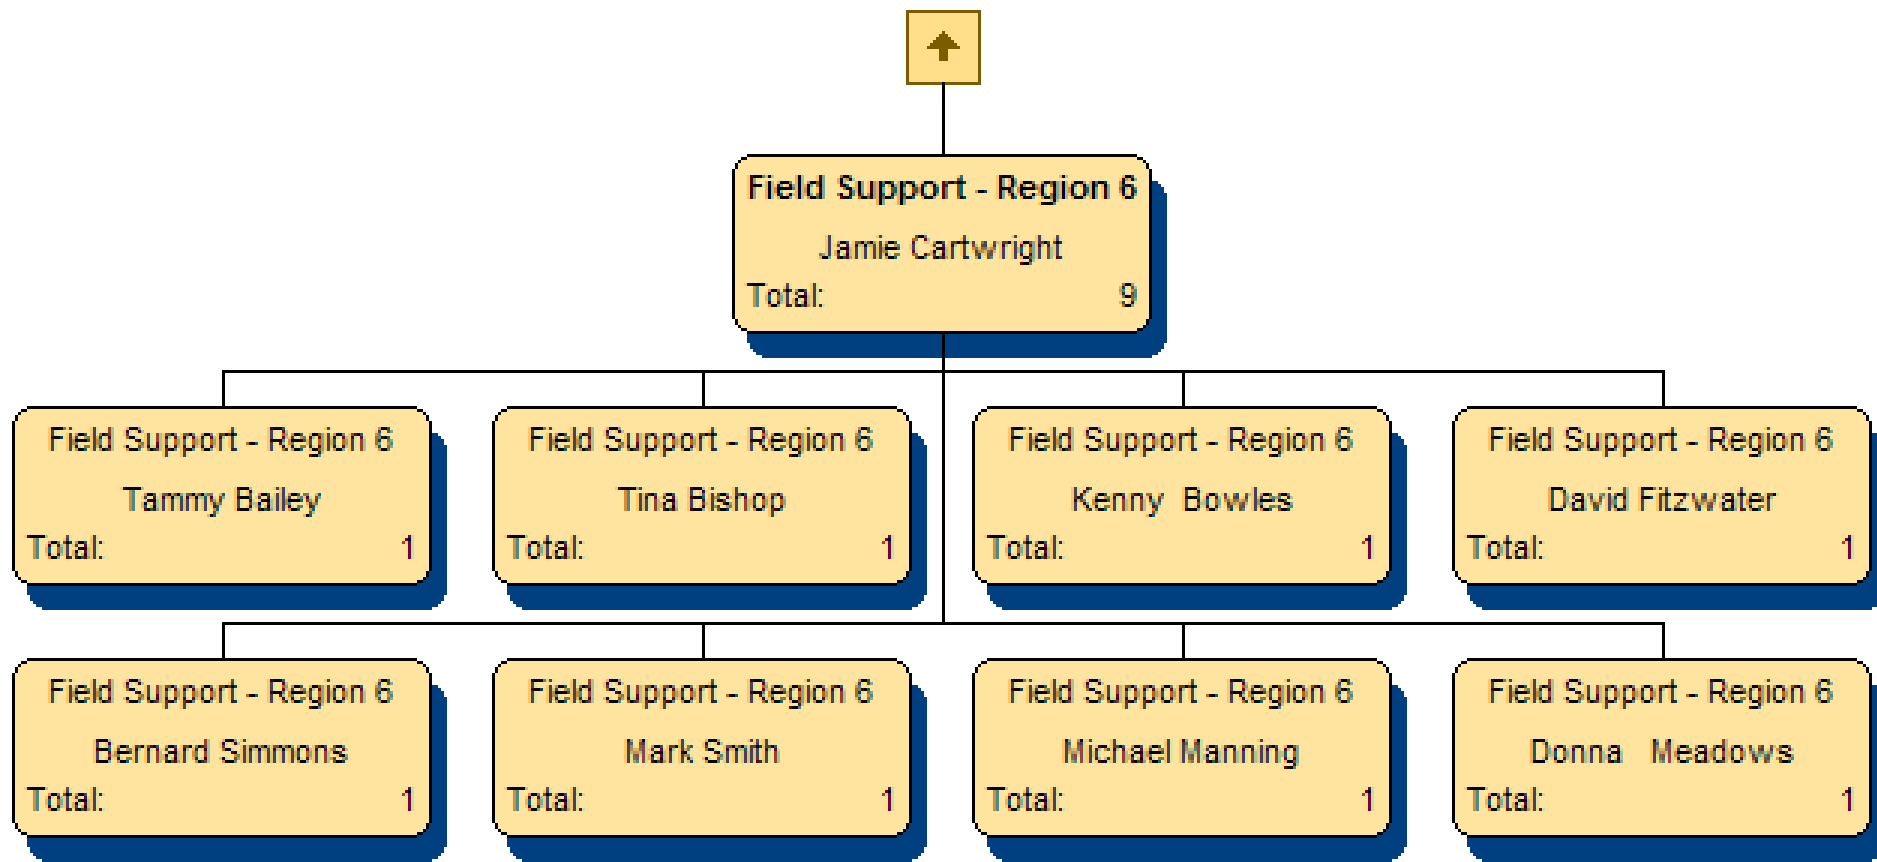 Field Support - Region 6
Jamie Cartwright
Total: 9
Field Support - Region 6
Tammy Bailey
Total: 1
Field Support - Region 6
Tina Bishop
Total: 1
Field Support - Region 6
Kenny  Bowles
Total: 1
Field Support - Region 6
David Fitzwater
Total: 1
Field Support - Region 6
Bernard Simmons
Total: 1
Field Support - Region 6
Mark Smith
Total: 1
Field Support - Region 6
Michael Manning
Total: 1
Field Support - Region 6
Donna   Meadows
Total: 1